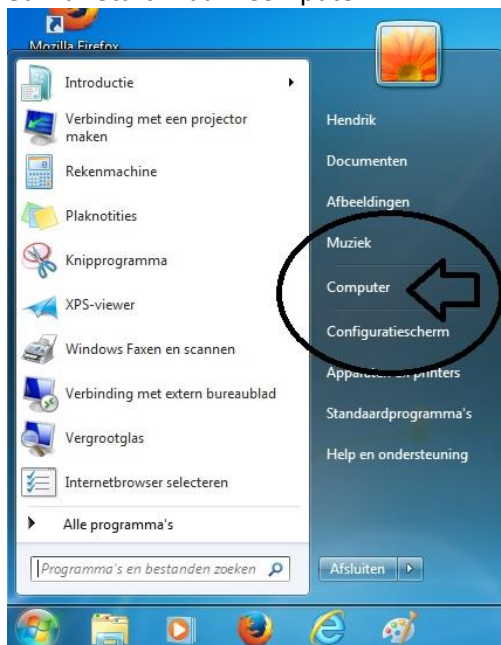 Mozilla Firefox
Introductie
Verbinding met een projector
maken
Rekenmachine
Plaknotities
Knipprogramma
XPS-viewer
Windows Faxen en scannen
Verbinding met extern bureaublad
Vergrootglas
Internetbrowser selecteren
Alle programma's
Programma's en bestanden zoeken
Hendrik
Documenten
Afbeeldingen
Muziek
Computer
Configuratiescherm
Apparaten en printers
Standaardprogramma's
Help en ondersteuning
Afsluiten